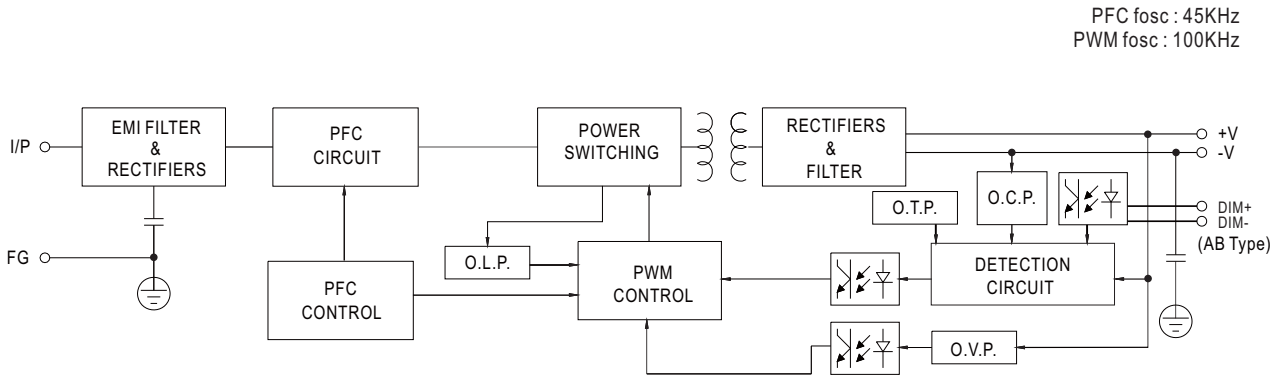 PFC fosc : 45KHz
PWM fosc : 100KHz
I/P
EMI FILTER
&
RECTIFIERS
PFC
CIRCUIT
POWER
SWITCHING
RECTIFIERS
&
FILTER
+V
-V
O.T.P.
O.C.P.
DIM+
DIM-
(AB Type)
FG
O.L.P.
PFC
CONTROL
PWM
CONTROL
DETECTION
CIRCUIT
O.V.P.